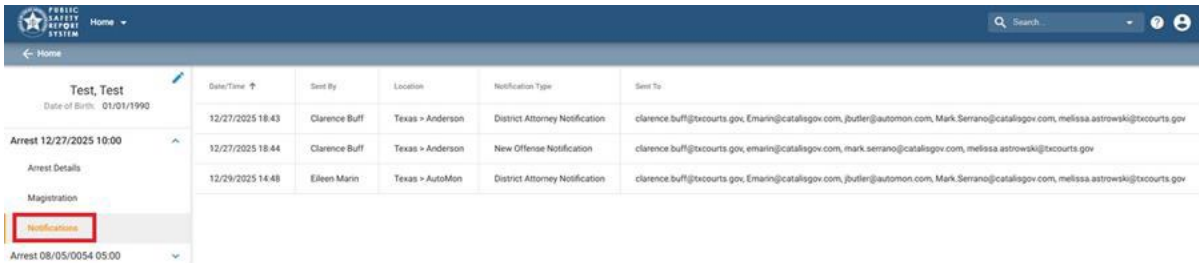 PUBLIC
SAFETY
REPORT
SYSTEM
Home
Search...
Home
Test, Test
Date of Birth: 01/01/1990
Arrest 12/27/2025 10:00
Arrest Details
Magistration
Notifications
Arrest 08/05/0054 05:00
Date/Time Sent By Location Notification Type Sent To
12/27/2025 18:43 Clarence Buff Texas > Anderson District Attorney Notification clarence.buff@txcourts.gov, Emarin@catalisgov.com, jbutler@automon.com, Mark.Serrano@catalisgov.com, melissa.astrowski@txcourts.gov
12/27/2025 18:44 Clarence Buff Texas > Anderson New Offense Notification clarence.buff@txcourts.gov, emarin@catalisgov.com, mark.serrano@catalisgov.com, melissa.astrowski@txcourts.gov
12/29/2025 14:48 Eileen Marin Texas > AutoMon District Attorney Notification clarence.buff@txcourts.gov, Emarin@catalisgov.com, jbutler@automon.com, Mark.Serrano@catalisgov.com, melissa.astrowski@txcourts.gov